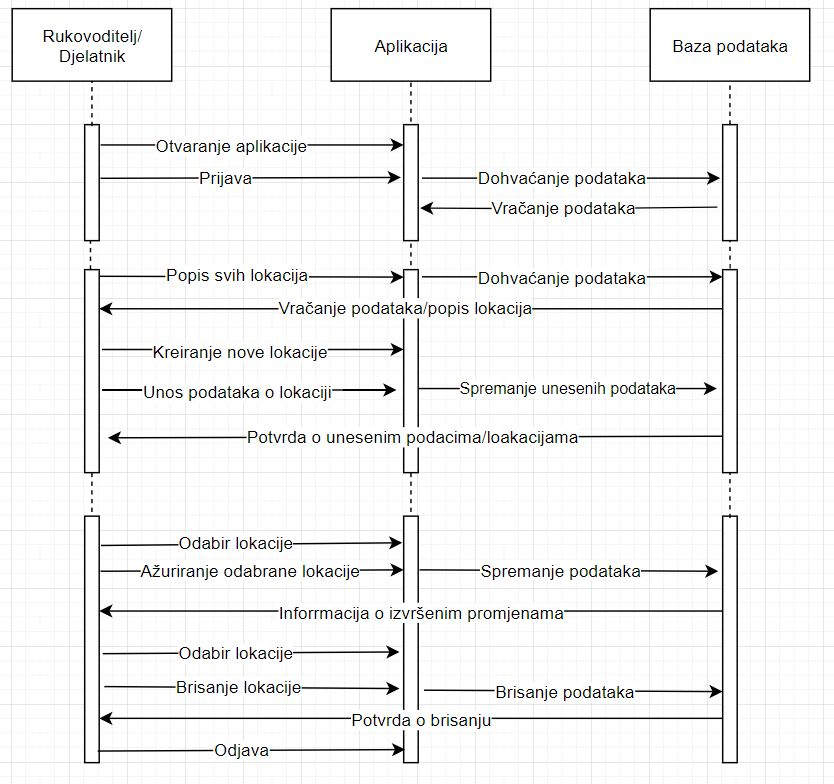 Rukovoditelj/
Djelatnik
Aplikacija
Baza podataka
Otvaranje aplikacije
Prijava
Dohvaćanje podataka
Vračanje podataka
Popis svih lokacija
Dohvaćanje podataka
Vračanje podataka/popis lokacija
Kreiranje nove lokacije
Unos podataka o lokaciji
Spremanje unesenih podataka
Potvrda o unesenim podacima/loakacijama
Odabir lokacije
Ažuriranje odabrane lokacije
Spremanje podataka
Inforrmacija o izvršenim promjenama
Odabir lokacije
Brisanje lokacije
Brisanje podataka
Potvrda o brisanju
Odjava